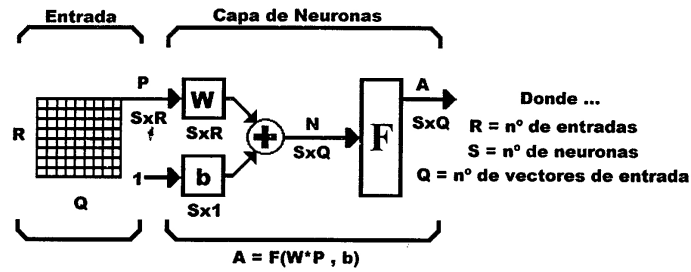 Entrada
Capa de Neuronas
P
W
A
SxR
SxR
N
F
SxQ
Donde ...
R
+
SxQ
R = nº de entradas
S = nº de neuronas
1
b
Q = nº de vectores de entrada
Q
Sx1
A = F(W*P , b)